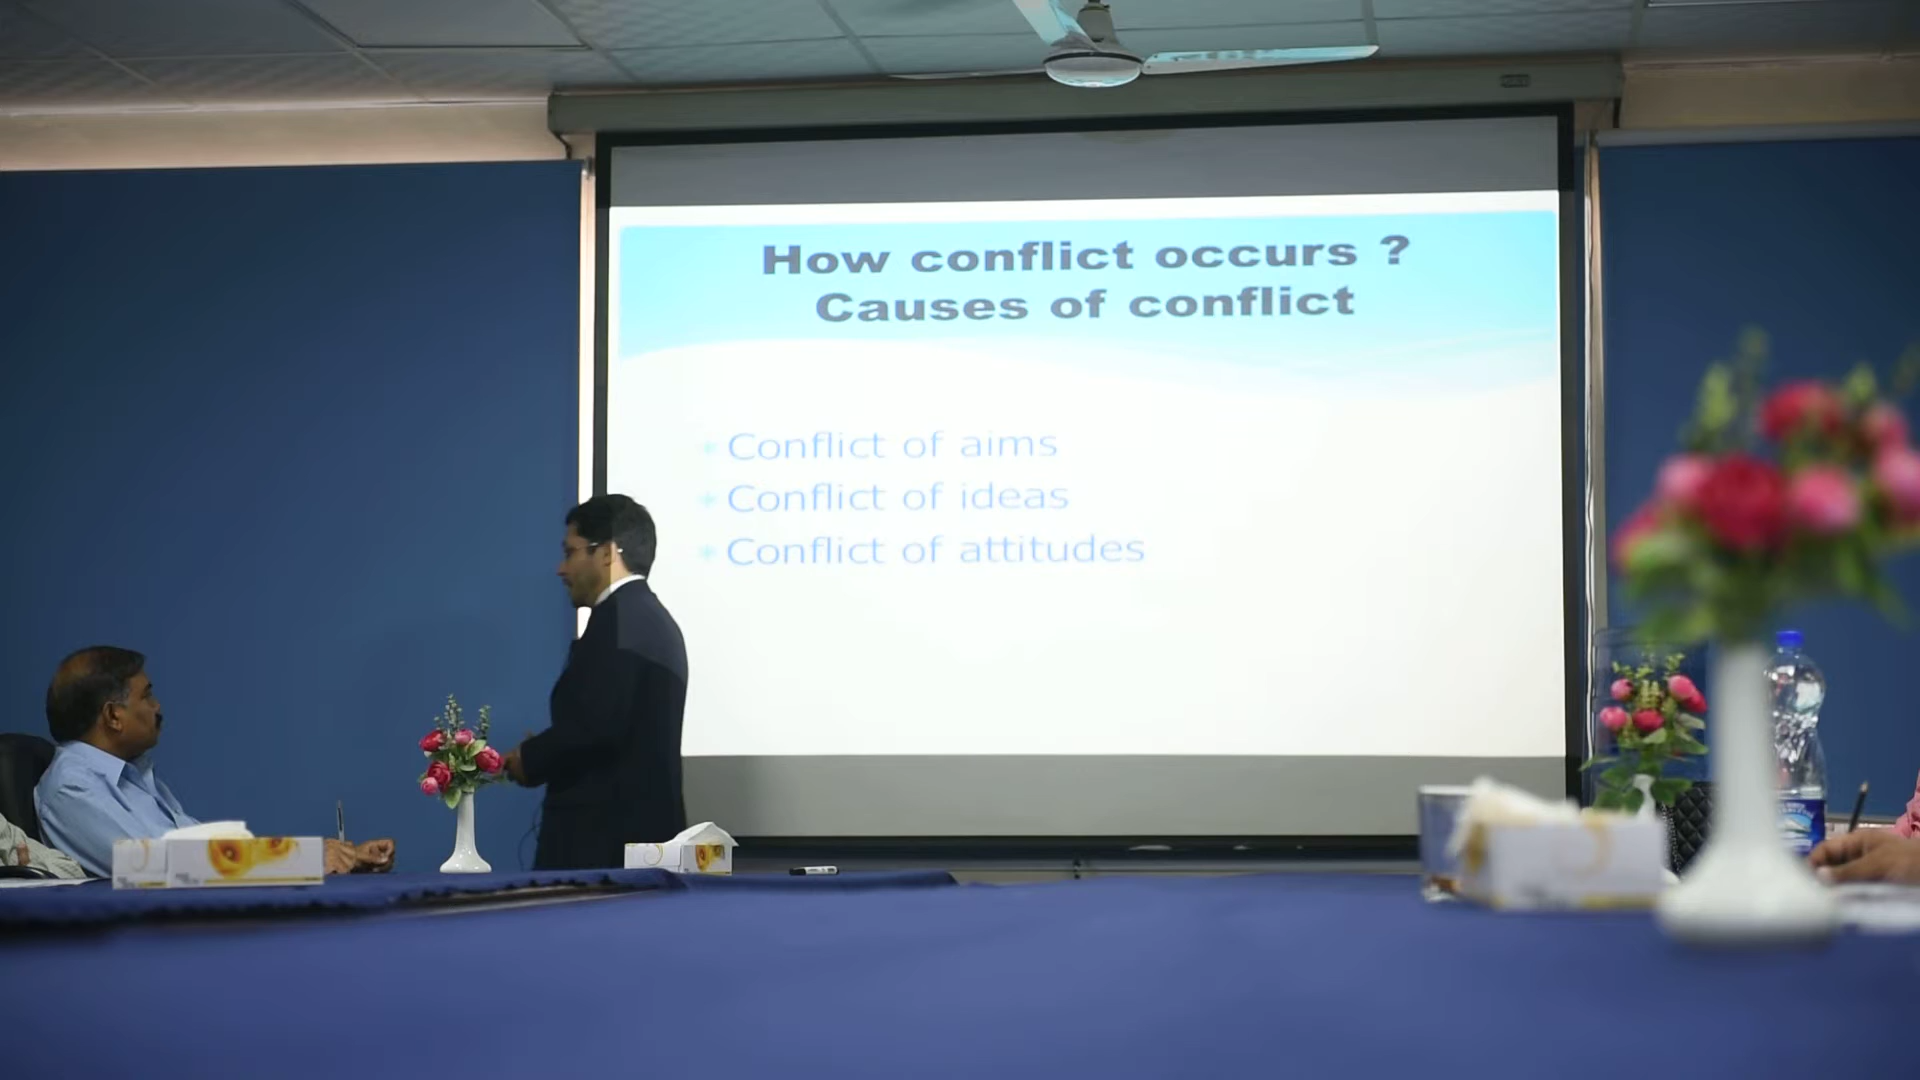 How conflict occurs ?
Causes of conflict
Conflict of aims
Conflict of ideas
Conflict of attitudes